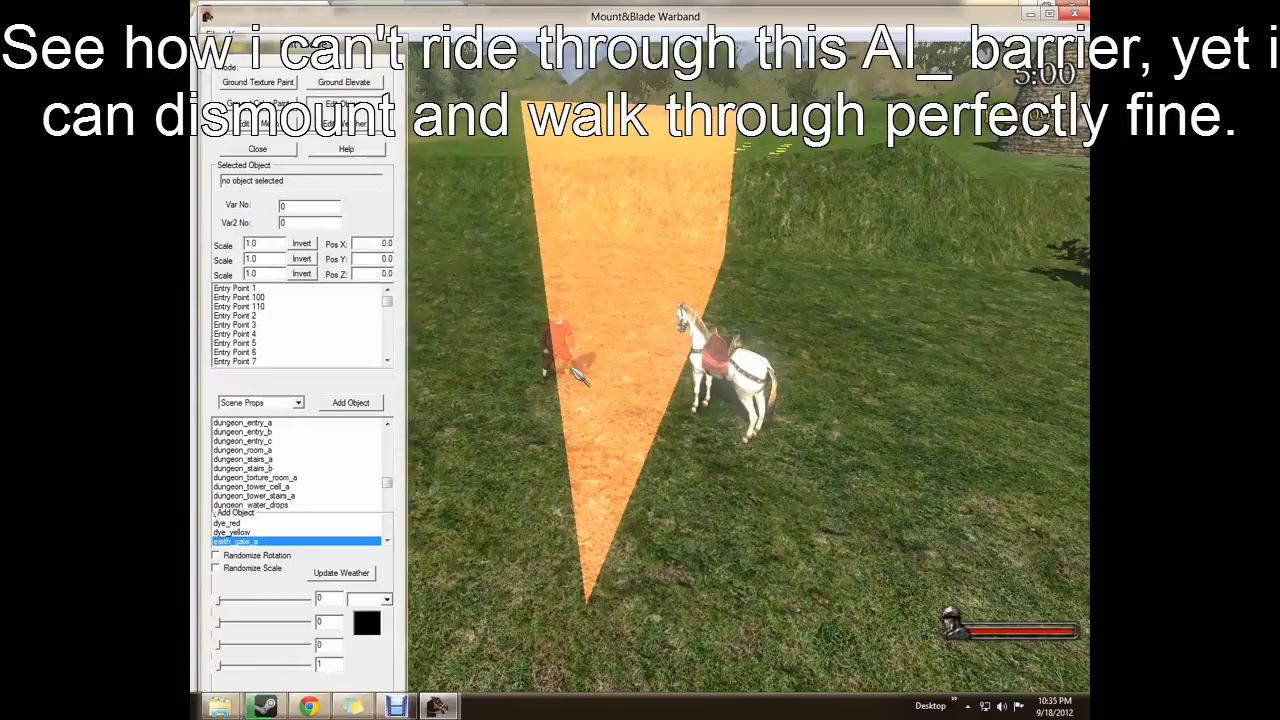 Mount&Blade Warband
See how i can't ride through this AI_ barrier, yet i
can dismount and walk through perfectly fine.
5:00
Ground Texture Paint
Ground Elevate
Close
Help
Selected Object
no object selected
Var No:
0
Var2 No:
0
Scale 1.0 Invert Pos X: 0.0
Scale 1.0 Invert Pos Y: 0.0
Scale 1.0 Invert Pos Z: 0.0
Entry Point 1
Entry Point 100
Entry Point 110
Entry Point 2
Entry Point 3
Entry Point 4
Entry Point 5
Entry Point 6
Entry Point 7
Scene Props
Add Object
dungeon_entry_a
dungeon_entry_b
dungeon_entry_c
dungeon_room_a
dungeon_stairs_a
dungeon_stairs_b
dungeon_torture_room_a
dungeon_tower_cell_a
dungeon_tower_stairs_a
dungeon_water_drops
Add Object
dye_red
dye_yellow
earth_gate_a
Randomize Rotation
Randomize Scale
Update Weather
0
0
0
1
Desktop
10:35 PM
9/18/2012